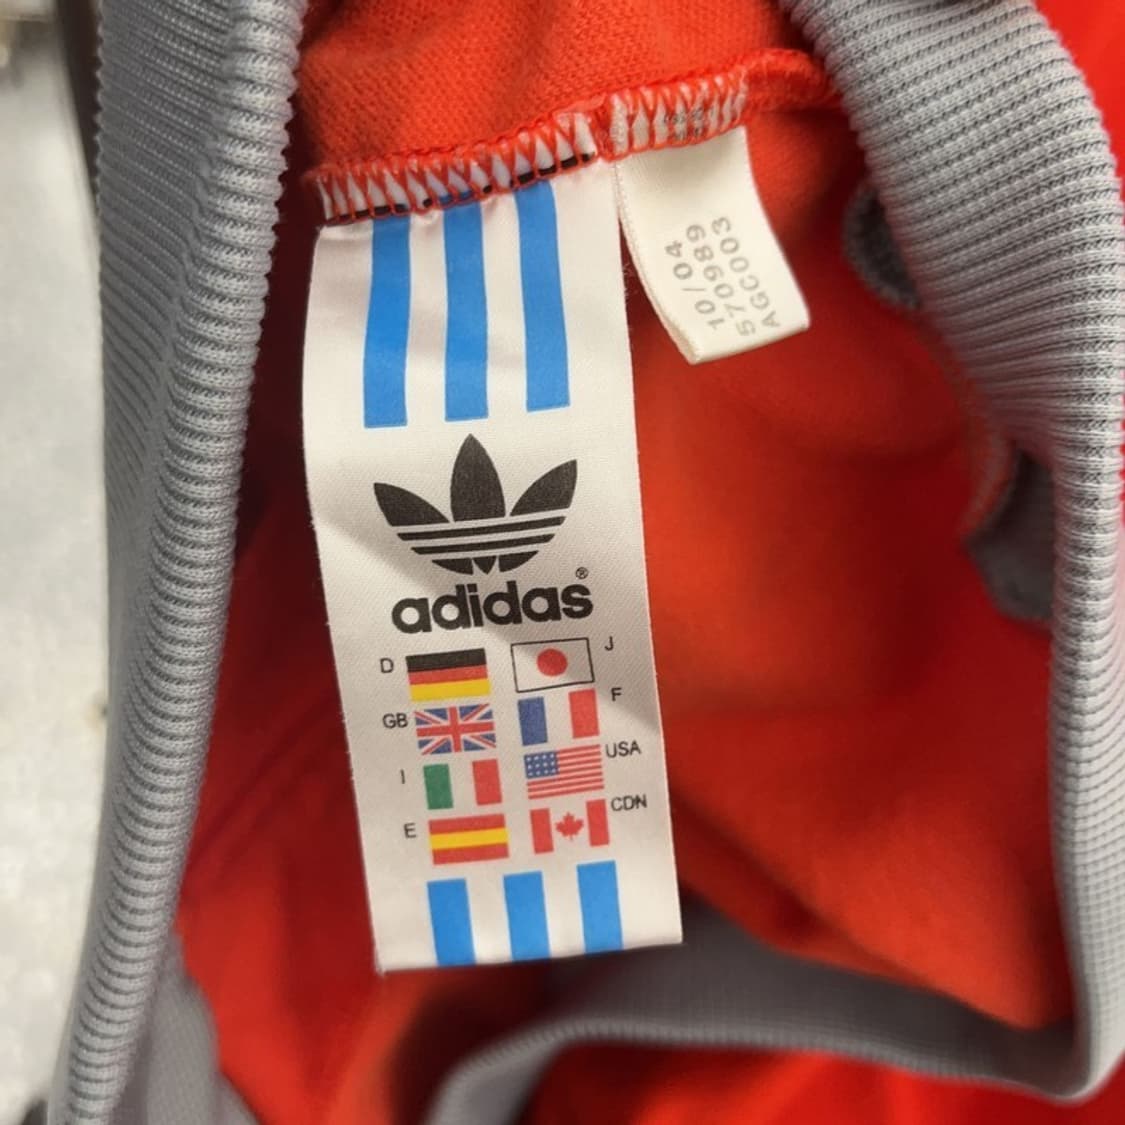 adidas®
D
J
GB
F
I
USA
E
CDN
10/04
570989
AGC003